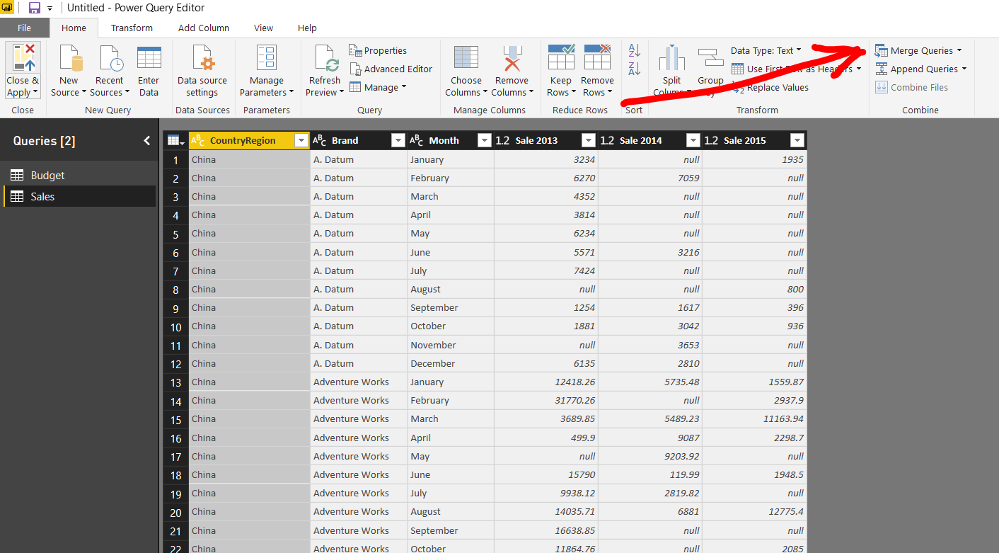 Untitled - Power Query Editor
File Home Transform Add Column View Help
Close & Apply
New Source
Recent Sources
Enter Data
Data source settings
Manage Parameters
Refresh Preview
Properties
Advanced Editor
Manage
Choose Columns
Remove Columns
Keep Rows
Remove Rows
Split Column
Group
Data Type: Text
Use First Row as Headers
Replace Values
Merge Queries
Append Queries
Combine Files
Close New Query Data Sources Parameters Query Manage Columns Reduce Rows Sort Transform Combine
Queries [2]
Budget
Sales
CountryRegion Brand Month 1.2 Sale 2013 1.2 Sale 2014 1.2 Sale 2015
1 China A. Datum January 3234 null 1935
2 China A. Datum February 6270 7059 null
3 China A. Datum March 4352 null null
4 China A. Datum April 3814 null null
5 China A. Datum May 6234 null null
6 China A. Datum June 5571 3216 null
7 China A. Datum July 7424 null null
8 China A. Datum August null null 800
9 China A. Datum September 1254 1617 396
10 China A. Datum October 1881 3042 936
11 China A. Datum November null 3653 null
12 China A. Datum December 6135 2810 null
13 China Adventure Works January 12418.26 5735.48 1559.87
14 China Adventure Works February 31770.26 null 2937.9
15 China Adventure Works March 3689.85 5489.23 11163.94
16 China Adventure Works April 499.9 9087 2298.7
17 China Adventure Works May null 9203.92 null
18 China Adventure Works June 15790 119.99 1948.5
19 China Adventure Works July 9938.12 2819.82 null
20 China Adventure Works August 14035.71 6881 12775.4
21 China Adventure Works September 16638.85 null null
22 China Adventure Works October 11864.76 null 2085